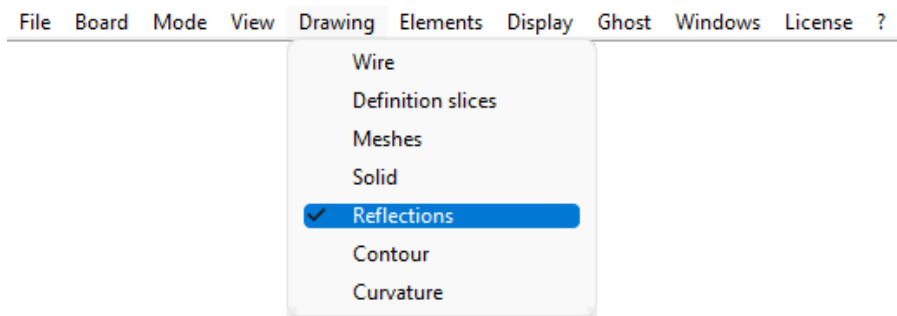 File Board Mode View Drawing Elements Display Ghost Windows License ?
Wire
Definition slices
Meshes
Solid
Reflections
Contour
Curvature